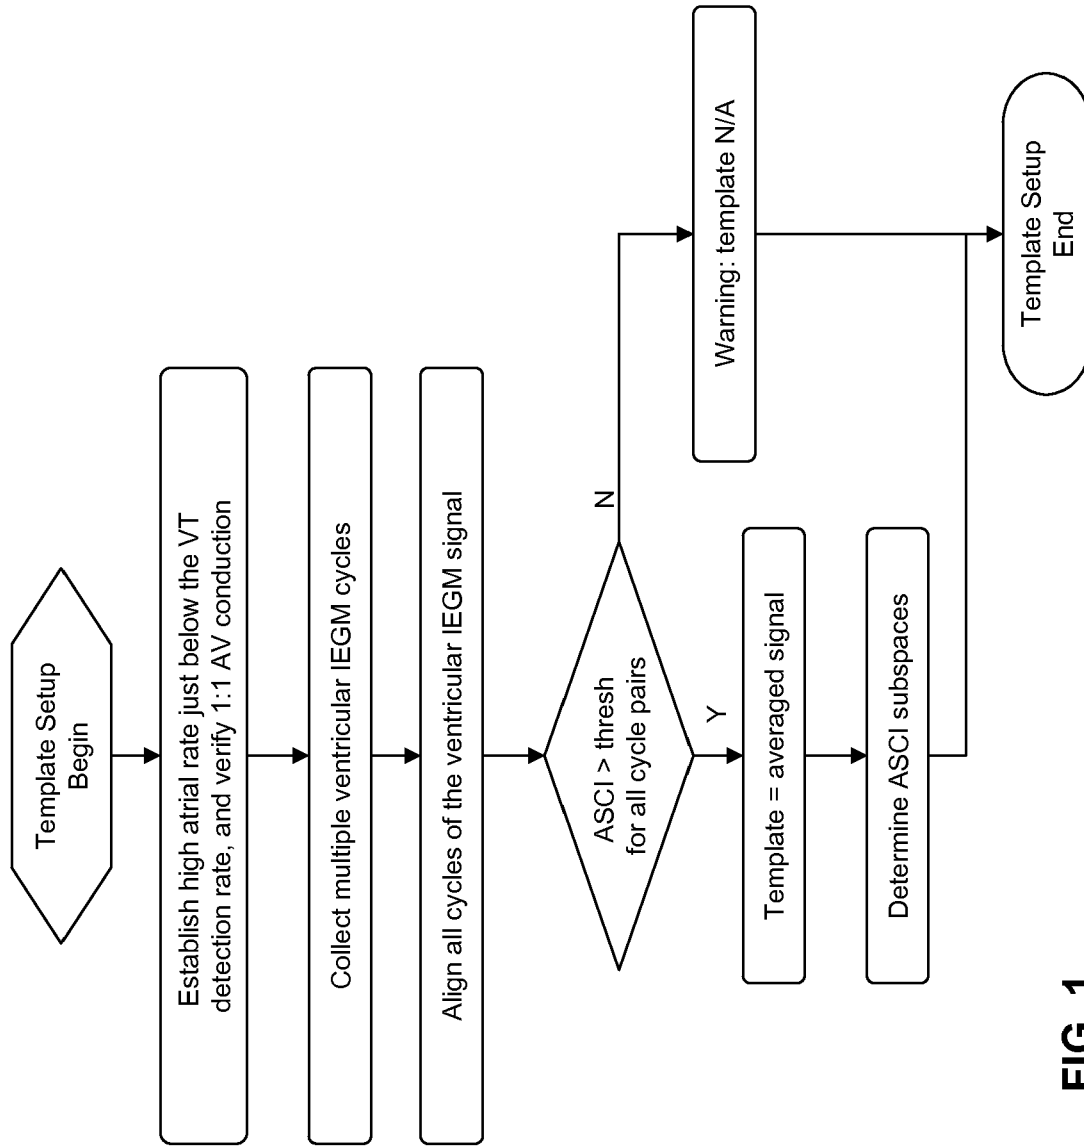 Template Setup
Begin
Establish high atrial rate just below the VT
detection rate, and verify 1:1 AV conduction
Collect multiple ventricular IEGM cycles
Align all cycles of the ventricular IEGM signal
ASCI > thresh
for all cycle pairs
N
Y
Warning: template N/A
Template = averaged signal
Determine ASCI subspaces
Template Setup
End
FIG. 1